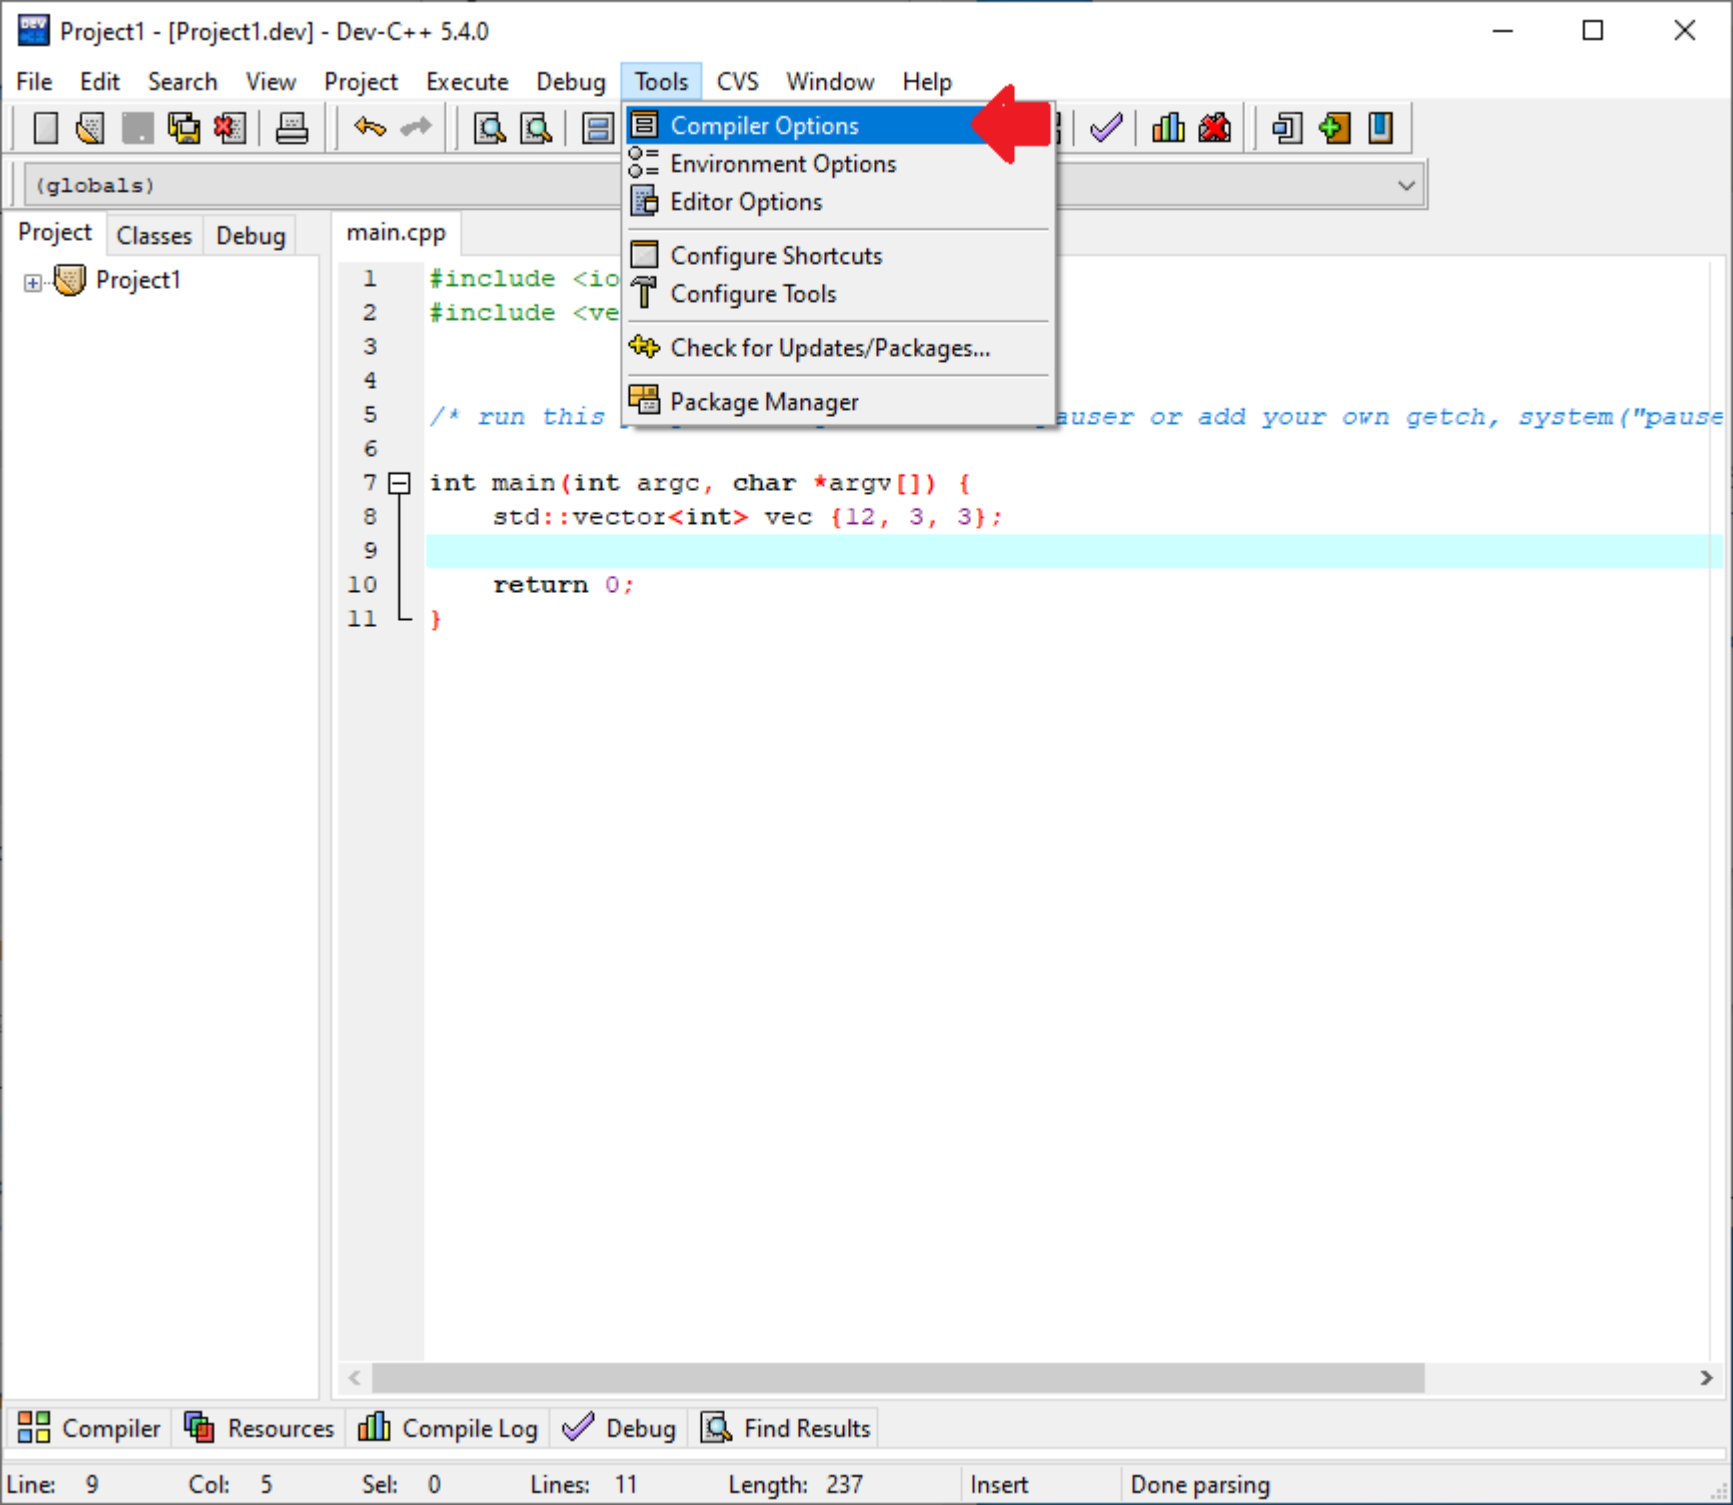 Project1 - [Project1.dev] - Dev-C++ 5.4.0
File Edit Search View Project Execute Debug Tools CVS Window Help
Compiler Options
Environment Options
Editor Options
Configure Shortcuts
Configure Tools
Check for Updates/Packages...
Package Manager
(globals)
Project Classes Debug
Project1
main.cpp
1 #include <io
2 #include <ve
3
4
5 /* run this p auser or add your own getch, system("pause
6
7 int main(int argc, char *argv[]) {
8 std::vector<int> vec {12, 3, 3};
9
10 return 0;
11 }
Compiler Resources Compile Log Debug Find Results
Line: 9 Col: 5 Sel: 0 Lines: 11 Length: 237 Insert Done parsing